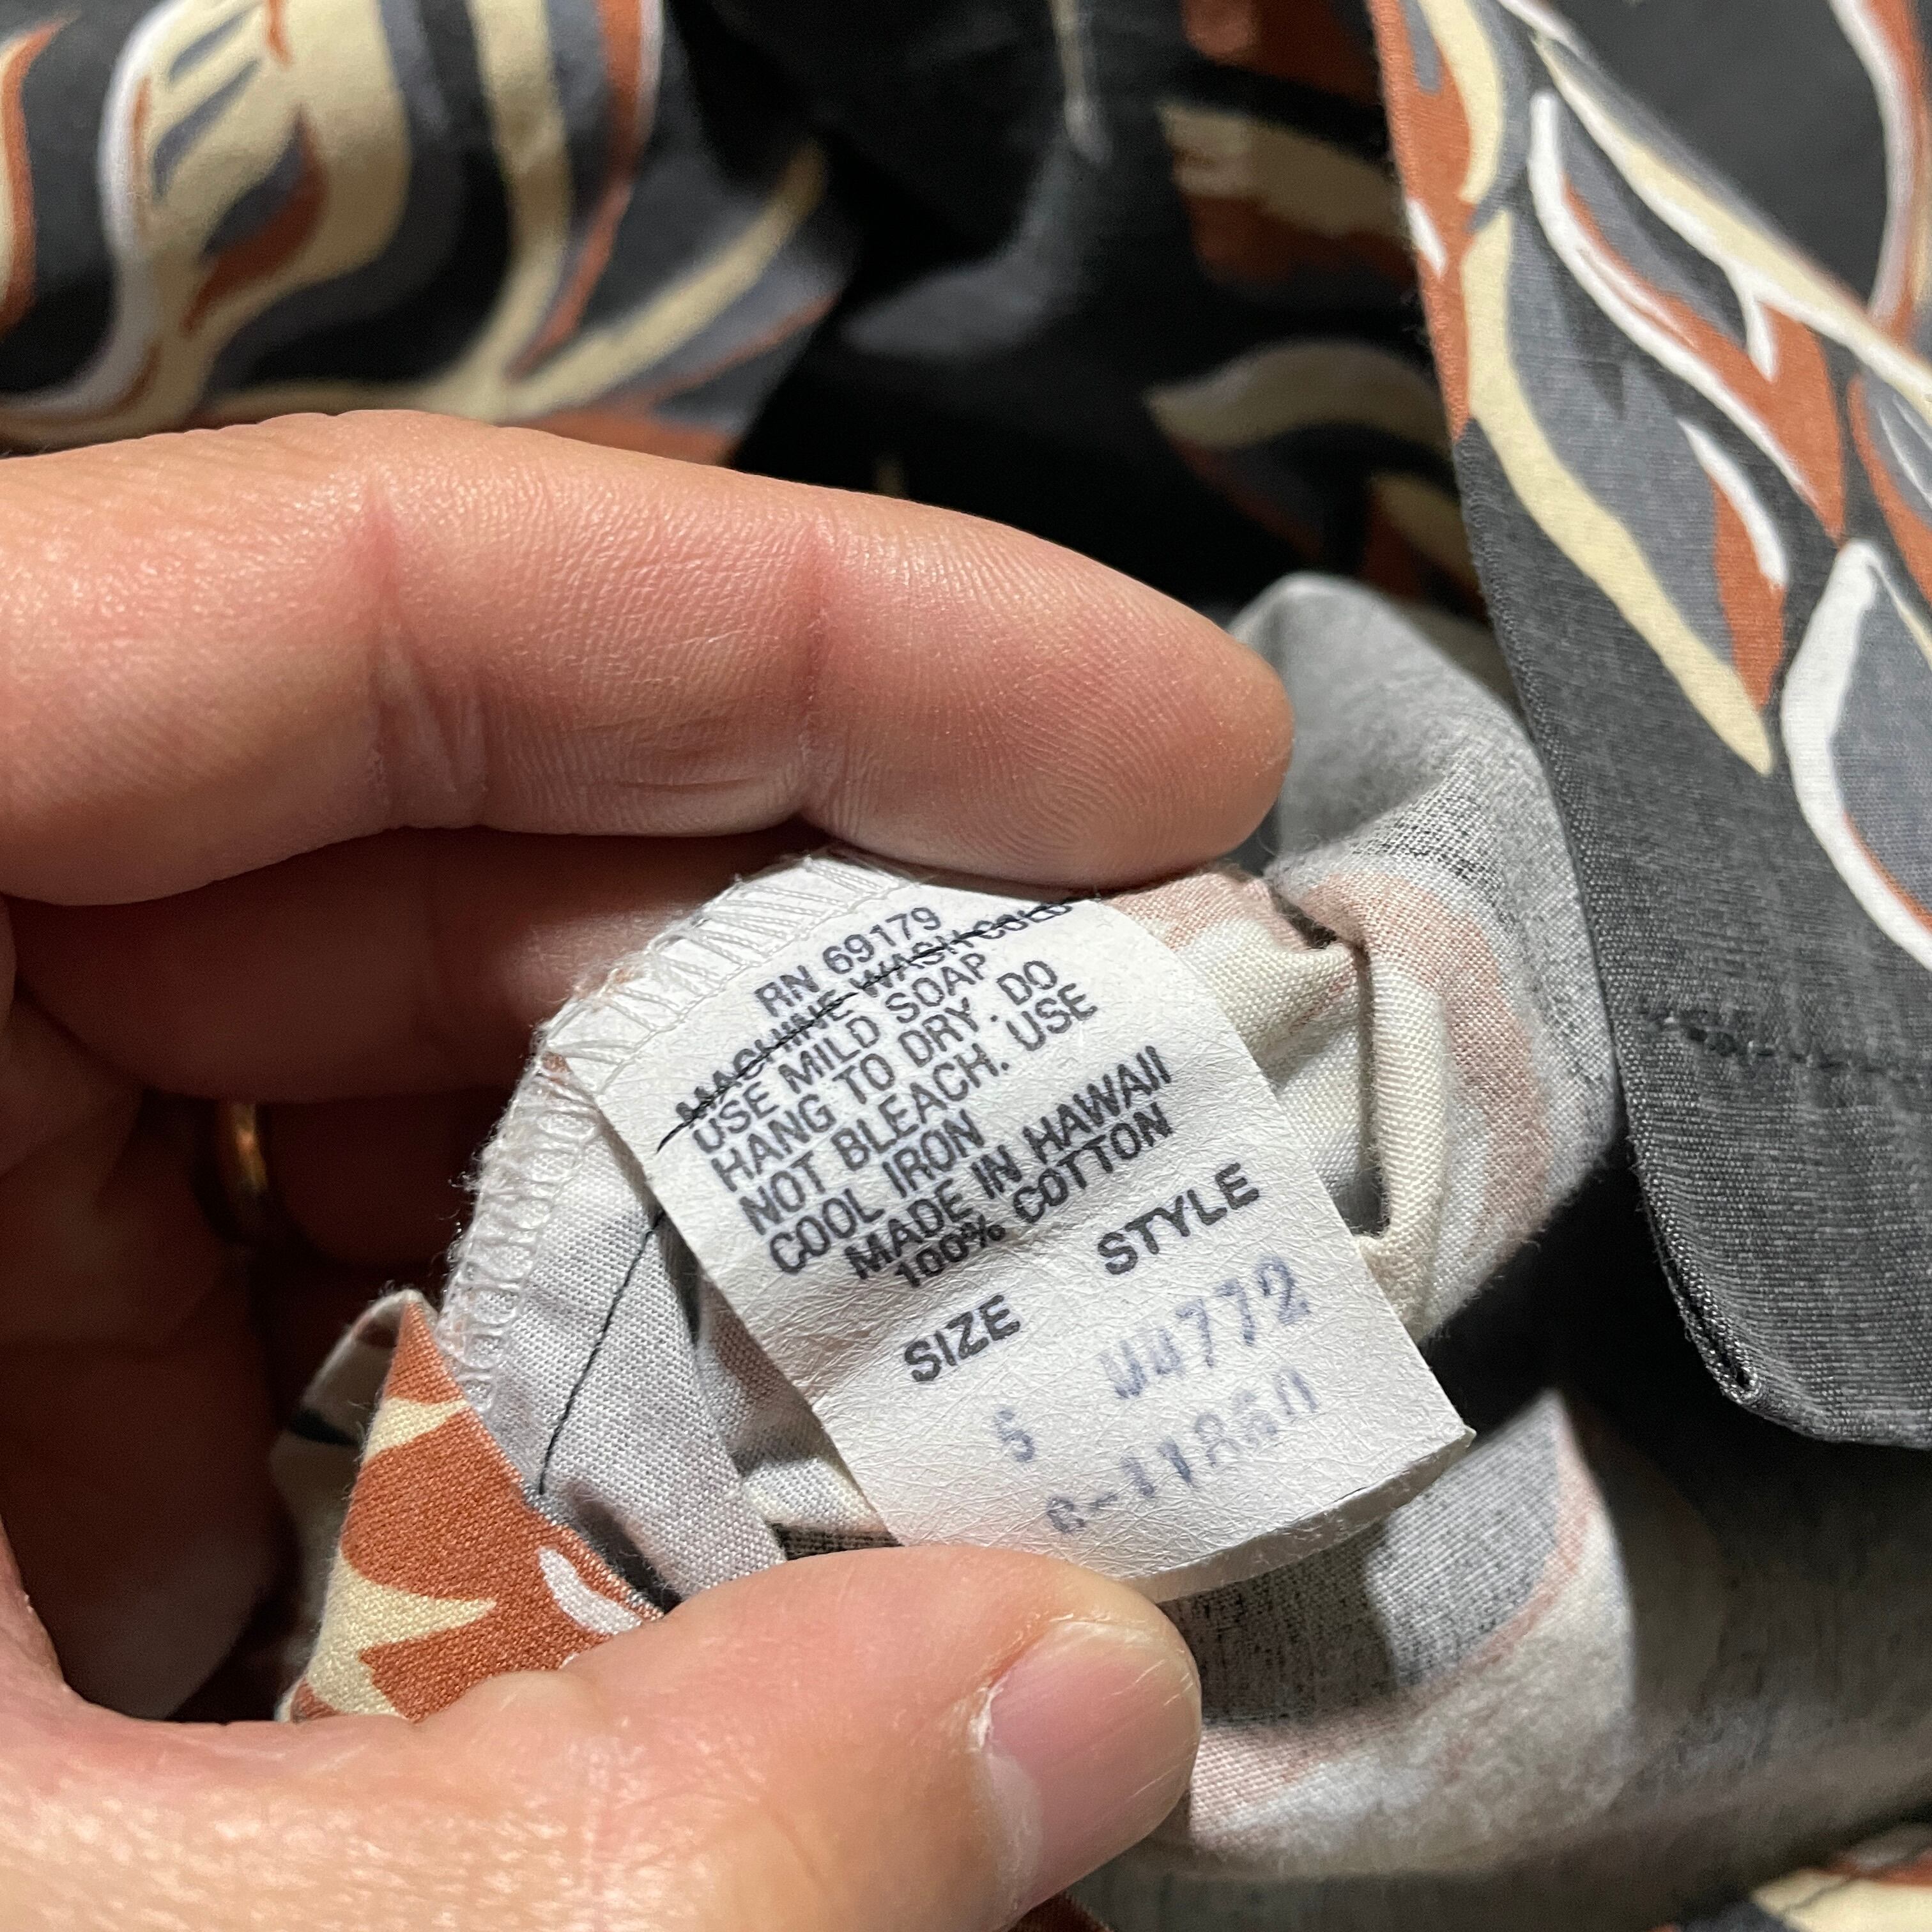 RN 69179
MACHINE WASH COLD
USE MILD SOAP
HANG TO DRY. DO
NOT BLEACH. USE
COOL IRON
MADE IN HAWAII
100% COTTON
SIZE STYLE